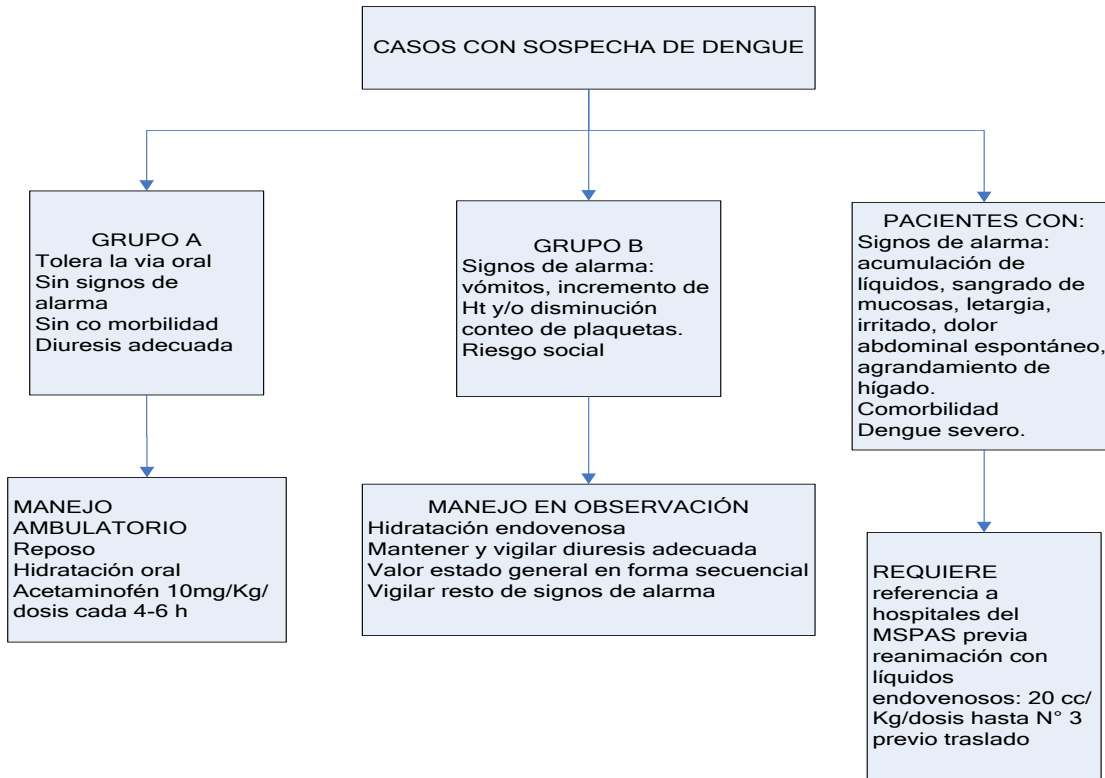 CASOS CON SOSPECHA DE DENGUE
GRUPO A
Tolera la via oral
Sin signos de
alarma
Sin co morbilidad
Diuresis adecuada
GRUPO B
Signos de alarma:
vómitos, incremento de
Ht y/o disminución
conteo de plaquetas.
Riesgo social
PACIENTES CON:
Signos de alarma:
acumulación de
líquidos, sangrado de
mucosas, letargia,
irritado, dolor
abdominal espontáneo,
agrandamiento de
hígado.
Comorbilidad
Dengue severo.
MANEJO
AMBULATORIO
Reposo
Hidratación oral
Acetaminofén 10mg/Kg/
dosis cada 4-6 h
MANEJO EN OBSERVACIÓN
Hidratación endovenosa
Mantener y vigilar diuresis adecuada
Valor estado general en forma secuencial
Vigilar resto de signos de alarma
REQUIERE
referencia a
hospitales del
MSPAS previa
reanimación con
líquidos
endovenosos: 20 cc/
Kg/dosis hasta N° 3
previo traslado